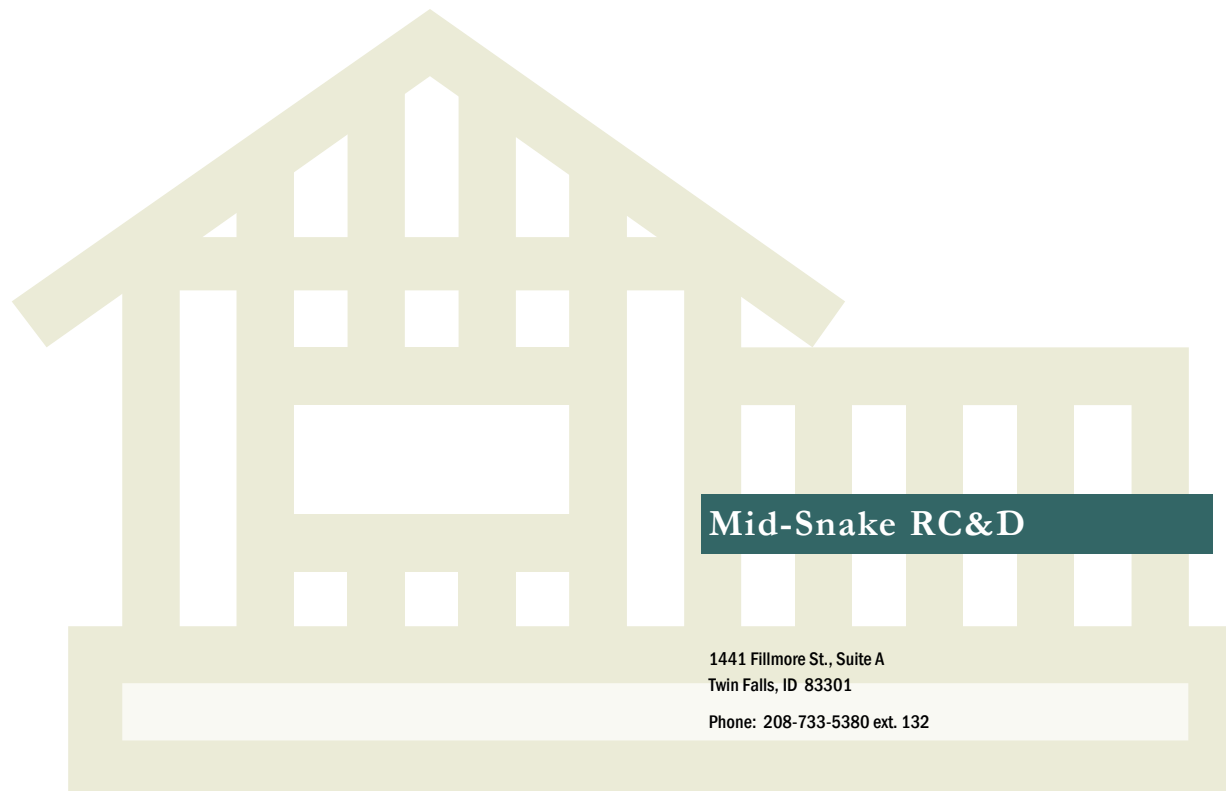 Mid-Snake RC&D
1441 Fillmore St., Suite A
Twin Falls, ID  83301
Phone:  208-733-5380 ext. 132